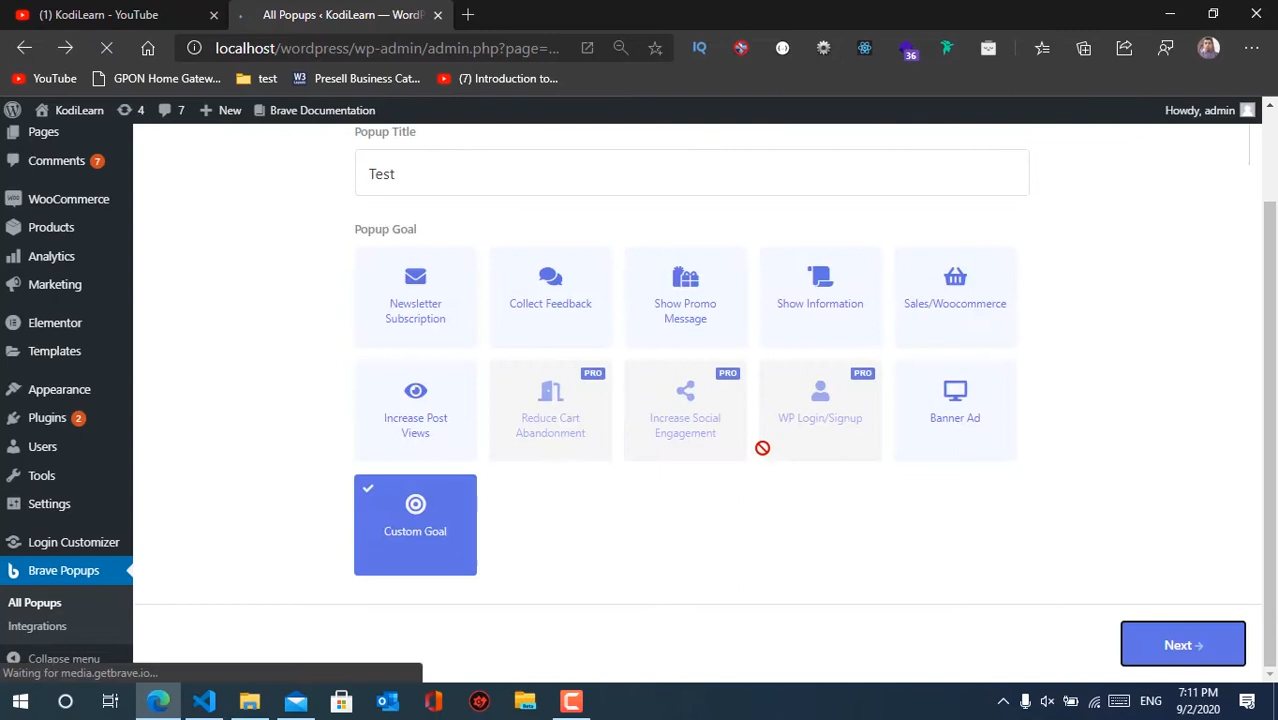 (1) KodiLearn - YouTube
All Popups ‹ KodiLearn — WordP
localhost/wordpress/wp-admin/admin.php?page=...
36
YouTube
GPON Home Gatew...
test
Presell Business Cat...
(7) Introduction to...
KodiLearn
4
7
New
Brave Documentation
Howdy, admin
Pages
Comments 7
WooCommerce
Products
Analytics
Marketing
Elementor
Templates
Appearance
Plugins 2
Users
Tools
Settings
Login Customizer
Brave Popups
All Popups
Integrations
Collapse menu
Popup Title
Test
Popup Goal
Newsletter
Subscription
Collect Feedback
Show Promo
Message
Show Information
Sales/Woocommerce
Increase Post
Views
PRO
Reduce Cart
Abandonment
PRO
Increase Social
Engagement
PRO
WP Login/Signup
Banner Ad
Custom Goal
Next →
Waiting for media.getbrave.io...
ENG
7:11 PM
9/2/2020